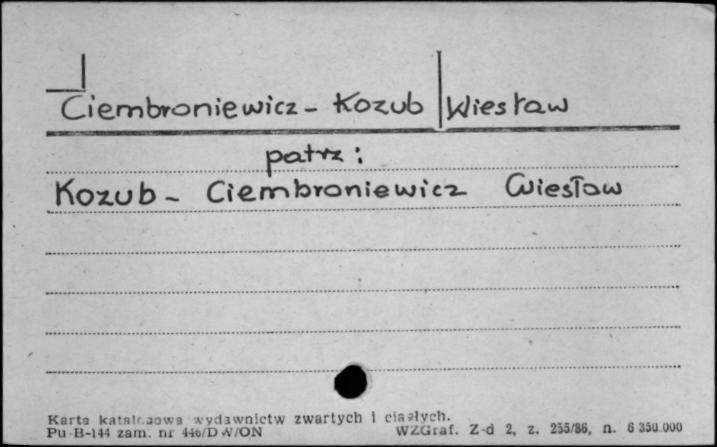 Ciembroniewicz - Kozub Wiesław
patrz:
Kozub - Ciembroniewicz Wiesław
Karta katalogowa wydawnictw zwartych i ciągłych.
Pu-B-144 zam. nr 446/DW/ON WZGraf. Z-d 2, z. 255/86, n. 6 350.000